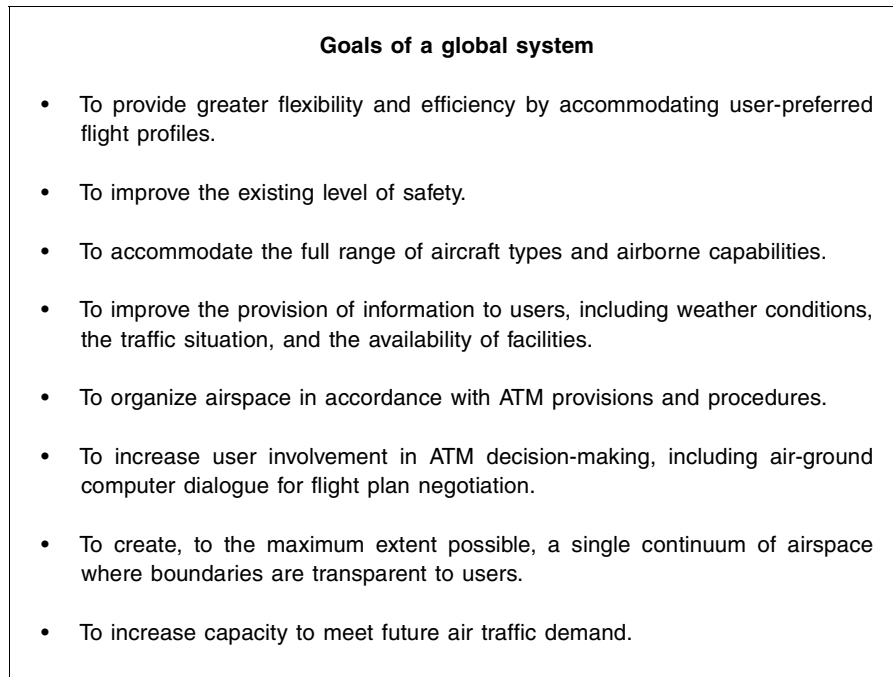 Goals of a global system
• To provide greater flexibility and efficiency by accommodating user-preferred
flight profiles.
• To improve the existing level of safety.
• To accommodate the full range of aircraft types and airborne capabilities.
• To improve the provision of information to users, including weather conditions,
the traffic situation, and the availability of facilities.
• To organize airspace in accordance with ATM provisions and procedures.
• To increase user involvement in ATM decision-making, including air-ground
computer dialogue for flight plan negotiation.
• To create, to the maximum extent possible, a single continuum of airspace
where boundaries are transparent to users.
• To increase capacity to meet future air traffic demand.